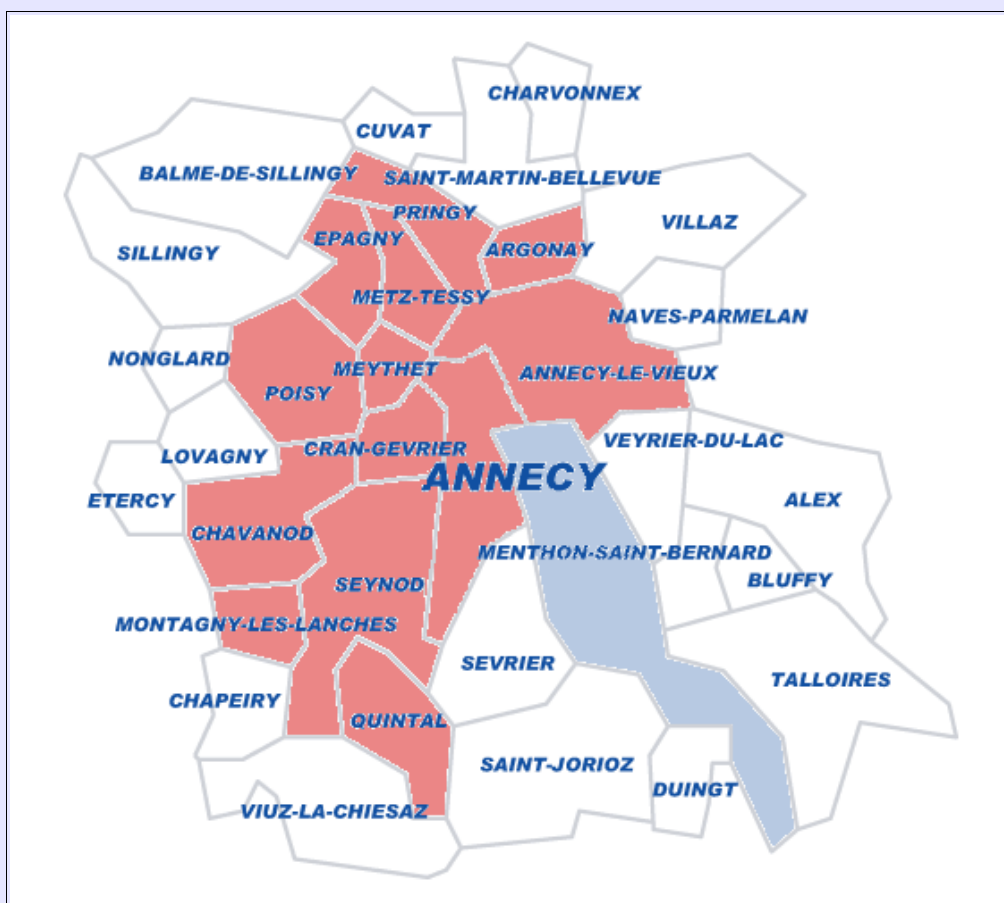 CHARVONNEX
CUVAT
BALME-DE-SILLINGY
SAINT-MARTIN-BELLEVUE
PRINGY
VILLAZ
EPAGNY
ARGONAY
SILLINGY
METZ-TESSY
NAVES-PARMELAN
NONGLARD
MEYTHET
ANNECY-LE-VIEUX
POISY
VEYRIER-DU-LAC
CRAN-GEVRIER
LOVAGNY
ANNECY
ETERCY
ALEX
CHAVANOD
MENTHON-SAINT-BERNARD
BLUFFY
SEYNOD
MONTAGNY-LES-LANCHES
SEVRIER
TALLOIRES
CHAPEIRY
QUINTAL
SAINT-JORIOZ
DUINGT
VIUZ-LA-CHIESAZ